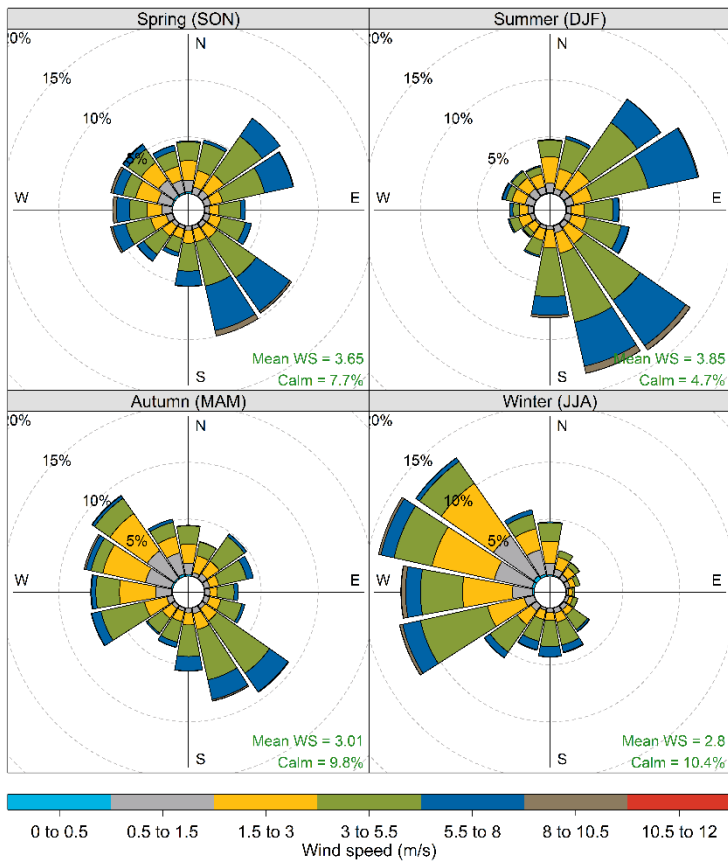 Spring (SON)
20%
15%
10%
5%
N
W
E
S
Mean WS = 3.65
Calm = 7.7%
Summer (DJF)
20%
15%
10%
5%
N
W
E
S
Mean WS = 3.85
Calm = 4.7%
Autumn (MAM)
20%
15%
10%
5%
N
W
E
S
Mean WS = 3.01
Calm = 9.8%
Winter (JJA)
20%
15%
10%
5%
N
W
E
S
Mean WS = 2.8
Calm = 10.4%
0 to 0.5 0.5 to 1.5 1.5 to 3 3 to 5.5 5.5 to 8 8 to 10.5 10.5 to 12
Wind speed (m/s)